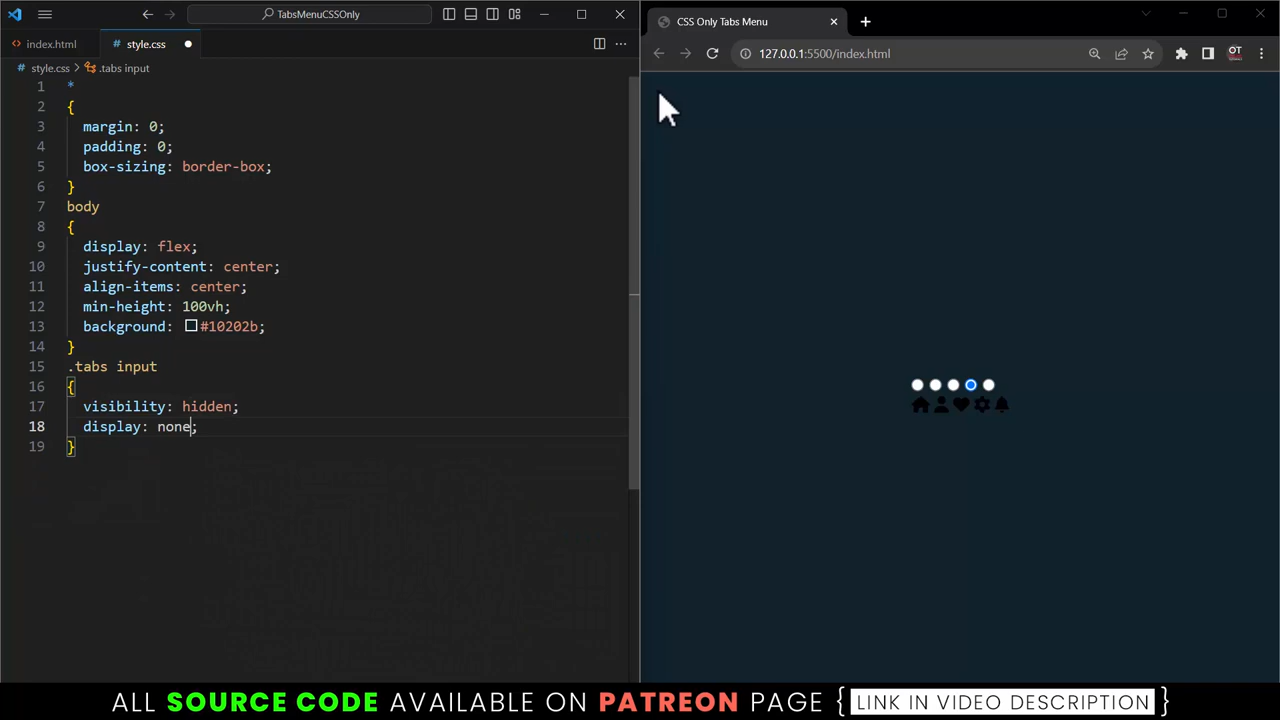 TabsMenuCSSOnly
index.html
style.css
style.css > .tabs input
1 *
2 {
3 margin: 0;
4 padding: 0;
5 box-sizing: border-box;
6 }
7 body
8 {
9 display: flex;
10 justify-content: center;
11 align-items: center;
12 min-height: 100vh;
13 background: #10202b;
14 }
15 .tabs input
16 {
17 visibility: hidden;
18 display: none;
19 }
CSS Only Tabs Menu
127.0.0.1:5500/index.html
OT
ALL SOURCE CODE AVAILABLE ON PATREON PAGE { LINK IN VIDEO DESCRIPTION }